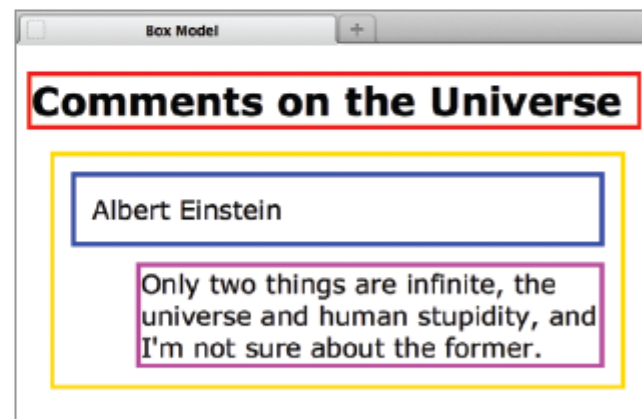 Box Model
+
Comments on the Universe
Albert Einstein
Only two things are infinite, the
universe and human stupidity, and
I'm not sure about the former.